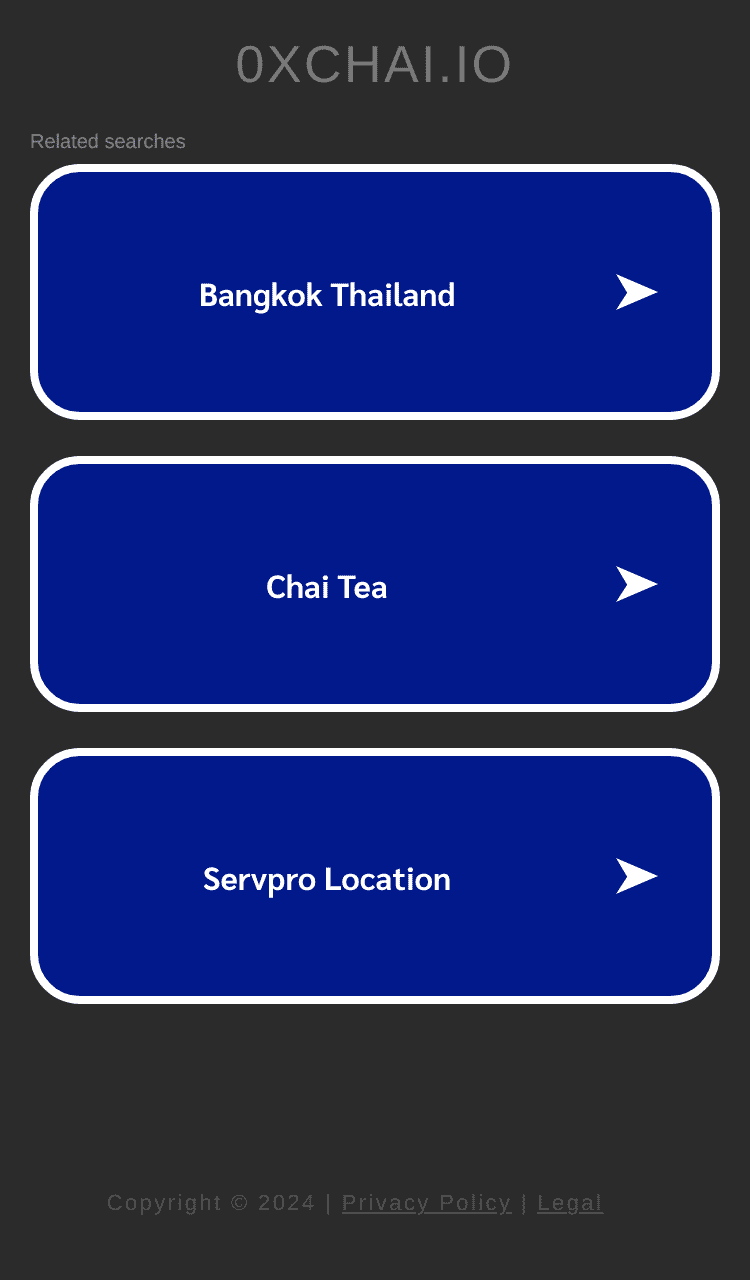 0XCHAI.IO
Related searches
Bangkok Thailand
Chai Tea
Servpro Location
Copyright © 2024 | Privacy Policy | Legal